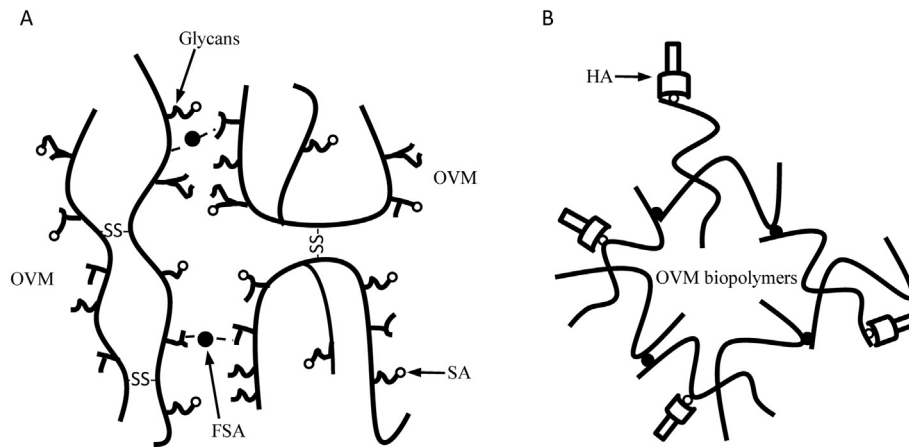 A
B
Glycans
HA
OVM
-SS-
-SS-
OVM
OVM biopolymers
-SS-
SA
FSA